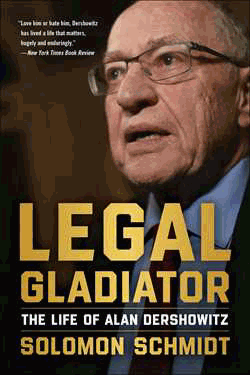 "Love him or hate him, Dershowitz
has lived a life that matters,
hugely and enduringly."
—New York Times Book Review
LEGAL
GLADIATOR
THE LIFE OF ALAN DERSHOWITZ
SOLOMON SCHMIDT